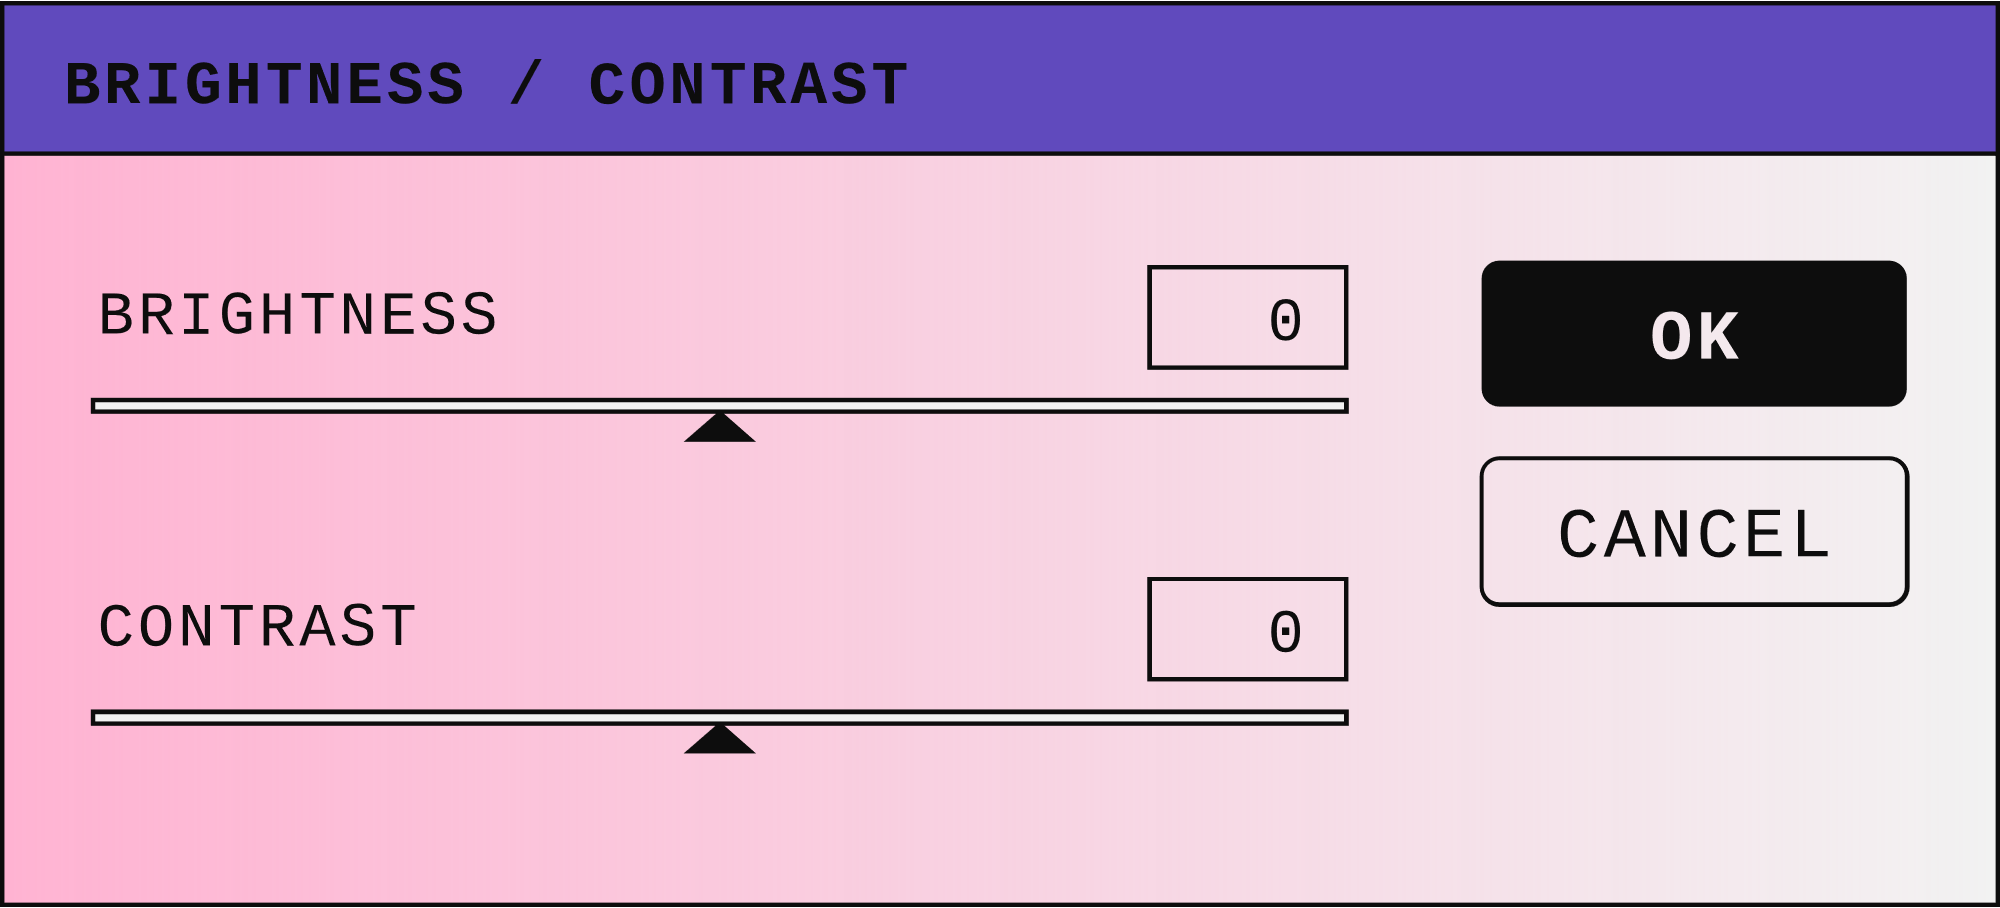 BRIGHTNESS / CONTRAST
BRIGHTNESS
0
OK
CANCEL
CONTRAST
0